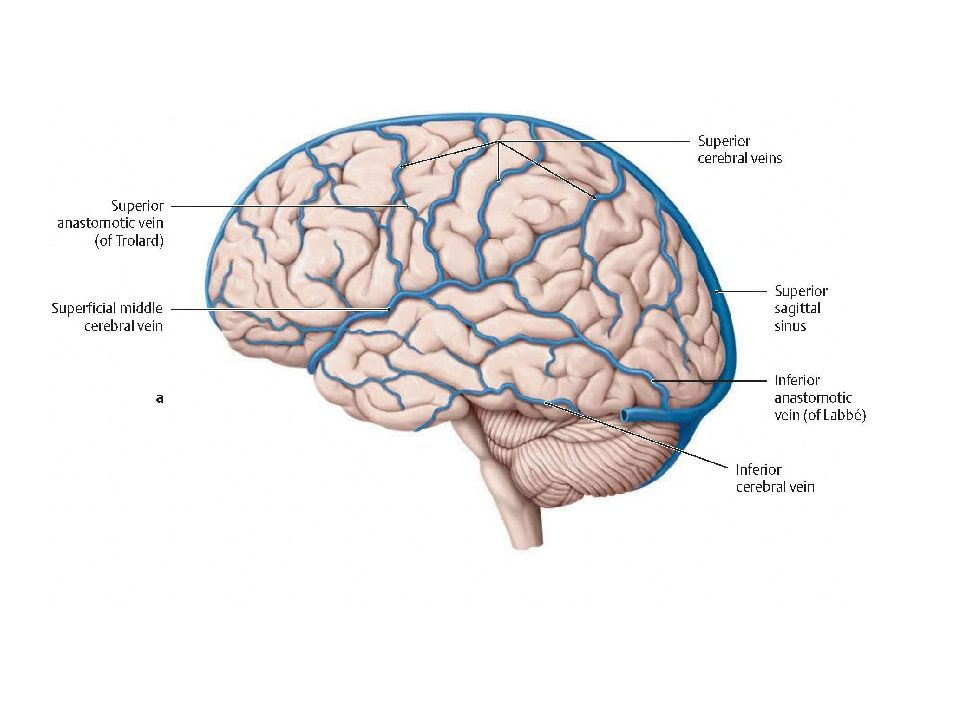 Superior
cerebral veins
Superior
anastomotic vein
(of Trolard)
Superficial middle
cerebral vein
Superior
sagittal
sinus
Inferior
anastomotic
vein (of Labbé)
a
Inferior
cerebral vein